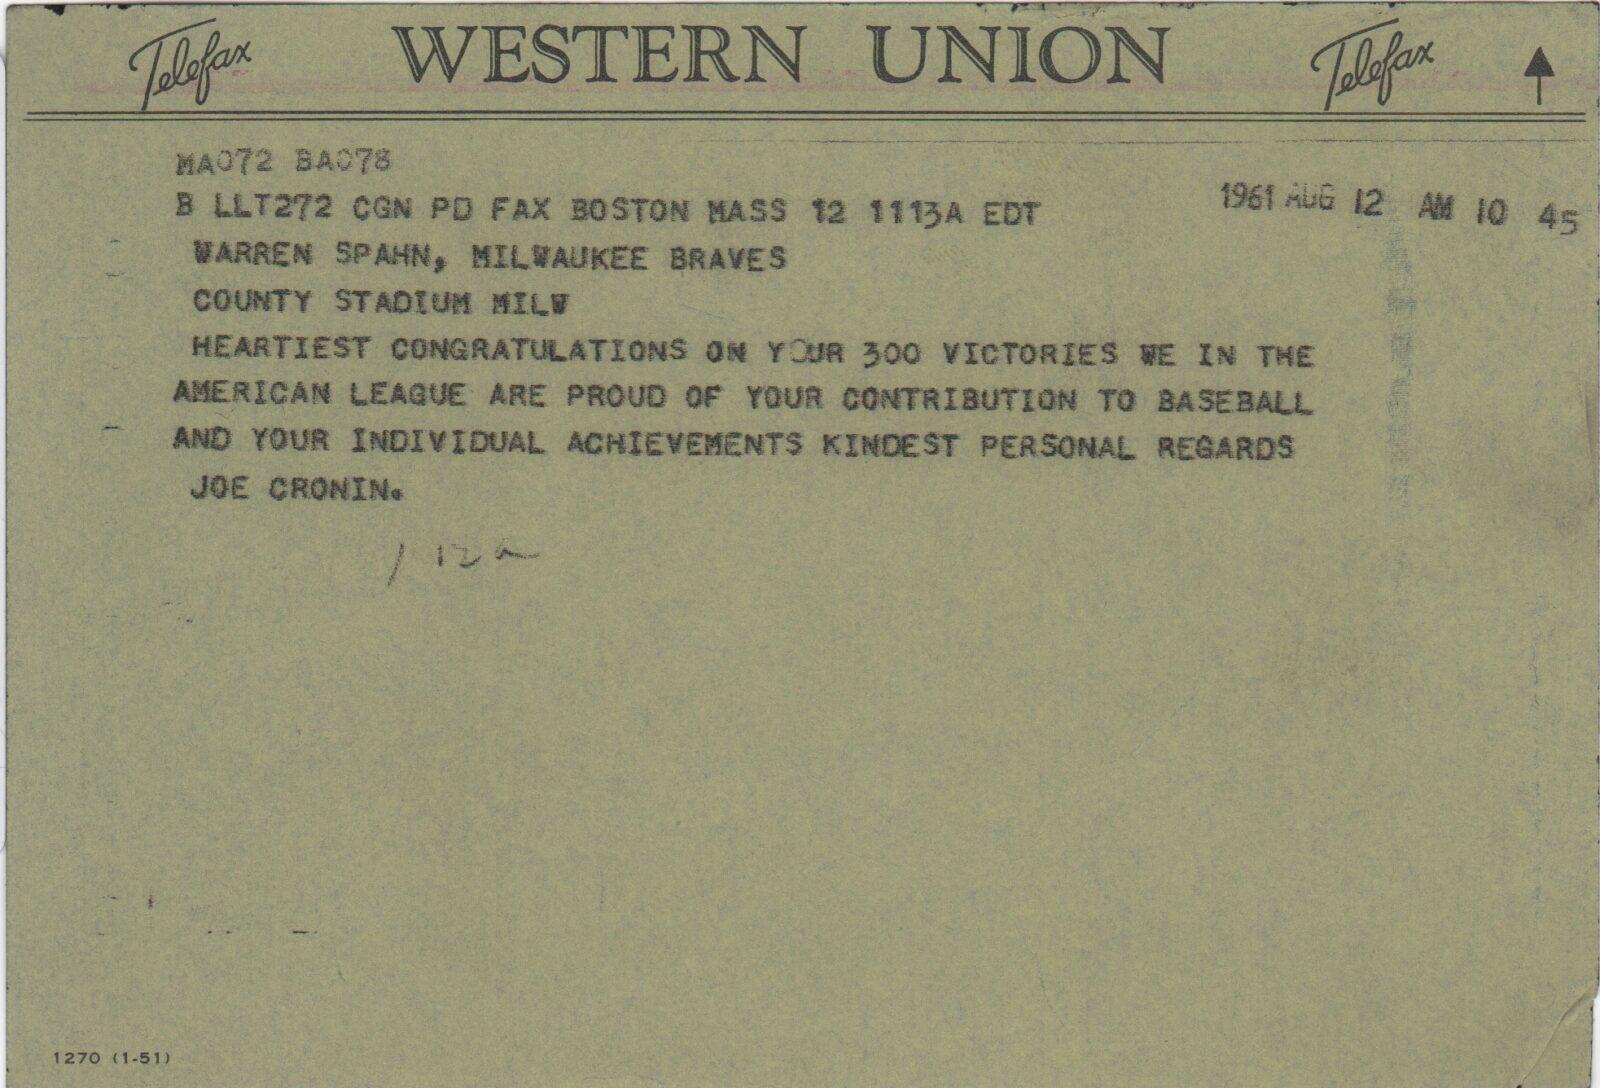 Telefax WESTERN UNION Telefax
MA072 BA078
B LLT272 CGN PD FAX BOSTON MASS 12 1113A EDT
1961 AUG 12 AM 10 45
WARREN SPAHN, MILWAUKEE BRAVES
COUNTY STADIUM MILW
HEARTIEST CONGRATULATIONS ON YOUR 300 VICTORIES WE IN THE
AMERICAN LEAGUE ARE PROUD OF YOUR CONTRIBUTION TO BASEBALL
AND YOUR INDIVIDUAL ACHIEVEMENTS KINDEST PERSONAL REGARDS
JOE CRONIN.
1270 (1-51)